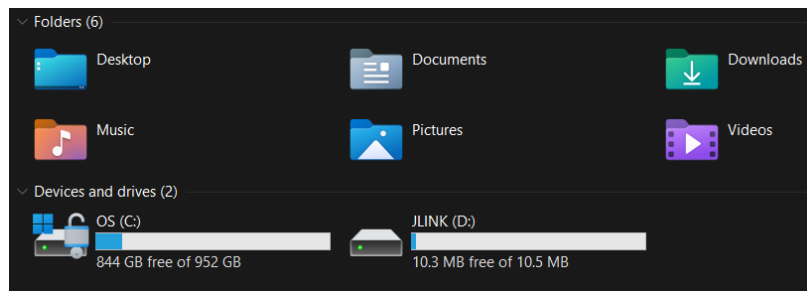 Folders (6)
Desktop
Documents
Downloads
Music
Pictures
Videos
Devices and drives (2)
OS (C:)
844 GB free of 952 GB
JLINK (D:)
10.3 MB free of 10.5 MB